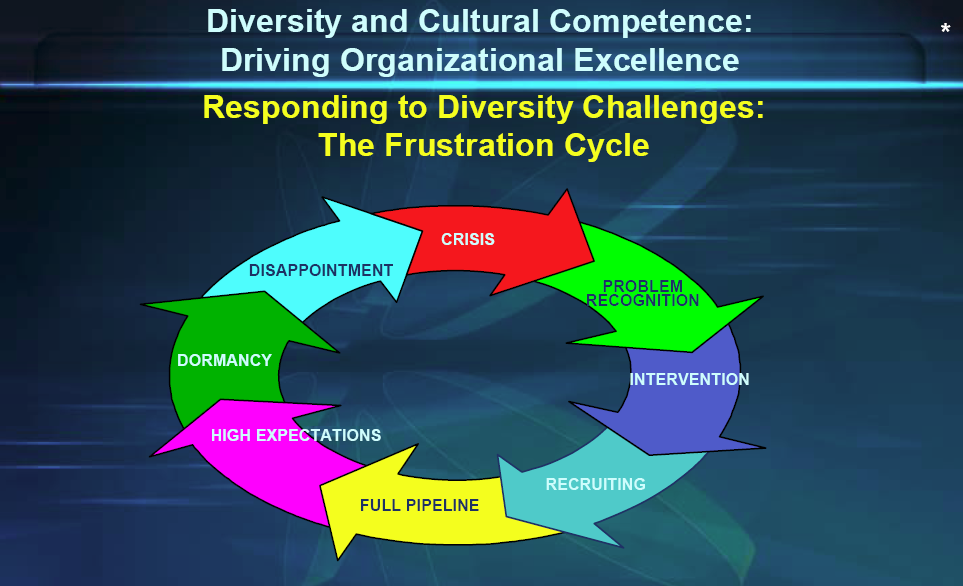 Diversity and Cultural Competence:
Driving Organizational Excellence
*
Responding to Diversity Challenges:
The Frustration Cycle
CRISIS
PROBLEM
RECOGNITION
INTERVENTION
RECRUITING
FULL PIPELINE
HIGH EXPECTATIONS
DORMANCY
DISAPPOINTMENT